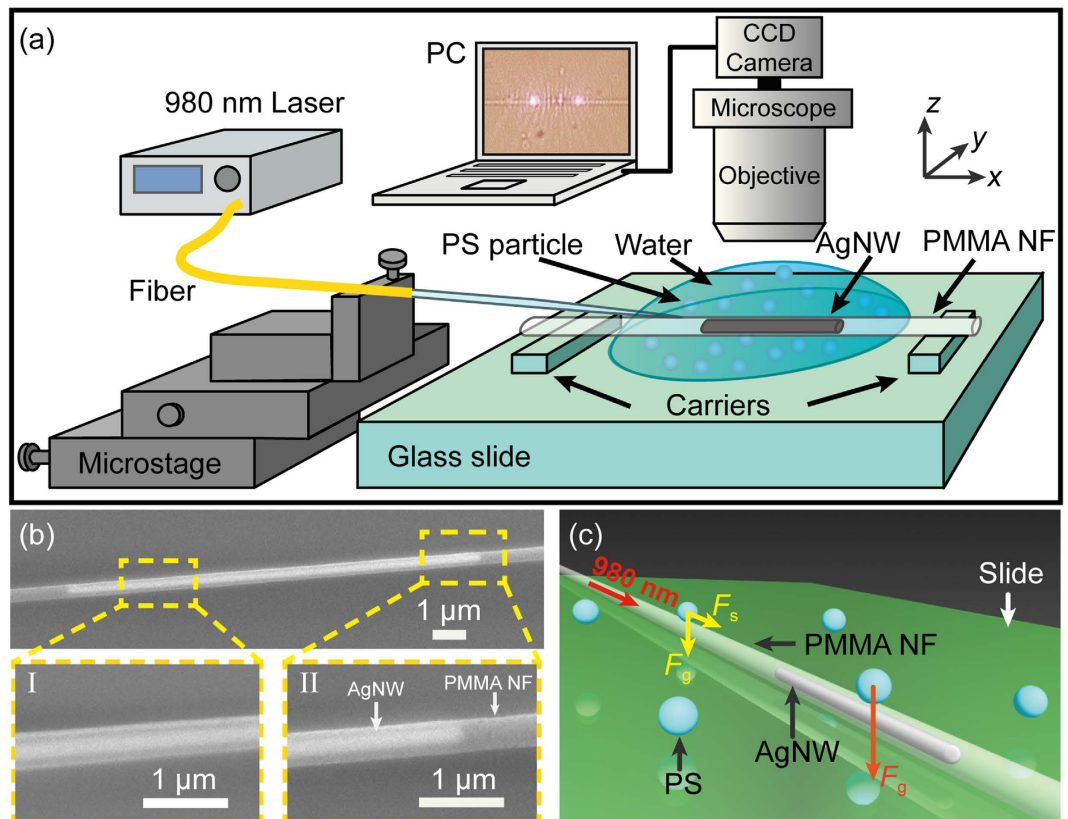 (a)
PC
CCD
Camera
980 nm Laser
Microscope
Objective
z
y
x
PS particle
Water
AgNW
PMMA NF
Fiber
Carriers
Microstage
Glass slide
(b)
1 μm
I
1 μm
II
AgNW
PMMA NF
1 μm
(c)
980 nm
Slide
Fs
PMMA NF
Fg
AgNW
PS
Fg